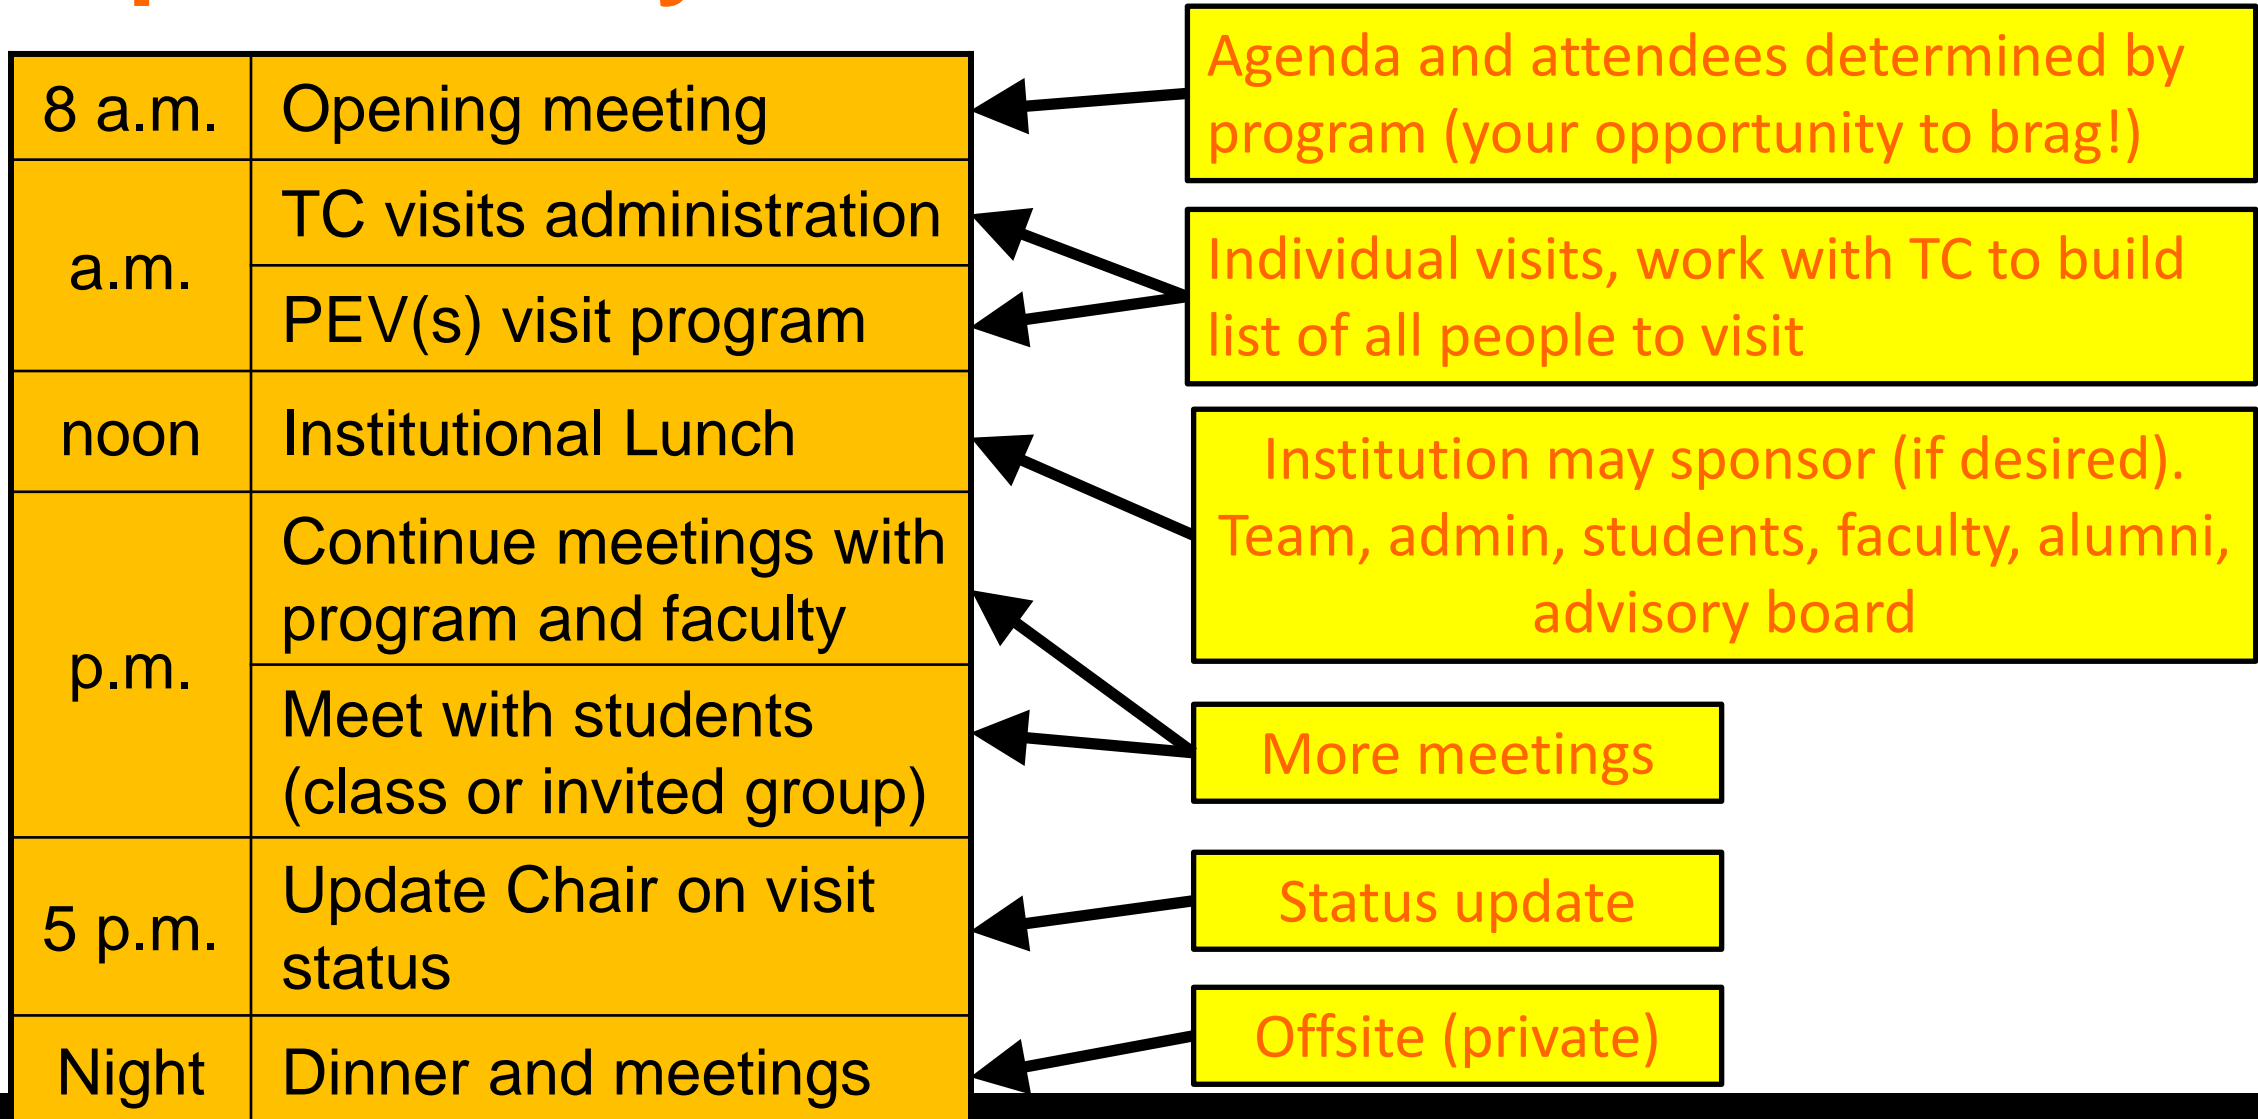 8 a.m.
Opening meeting
Agenda and attendees determined by
program (your opportunity to brag!)
a.m.
TC visits administration
PEV(s) visit program
Individual visits, work with TC to build
list of all people to visit
noon
Institutional Lunch
Institution may sponsor (if desired).
Team, admin, students, faculty, alumni,
advisory board
p.m.
Continue meetings with
program and faculty
Meet with students
(class or invited group)
More meetings
5 p.m.
Update Chair on visit
status
Status update
Night
Dinner and meetings
Offsite (private)